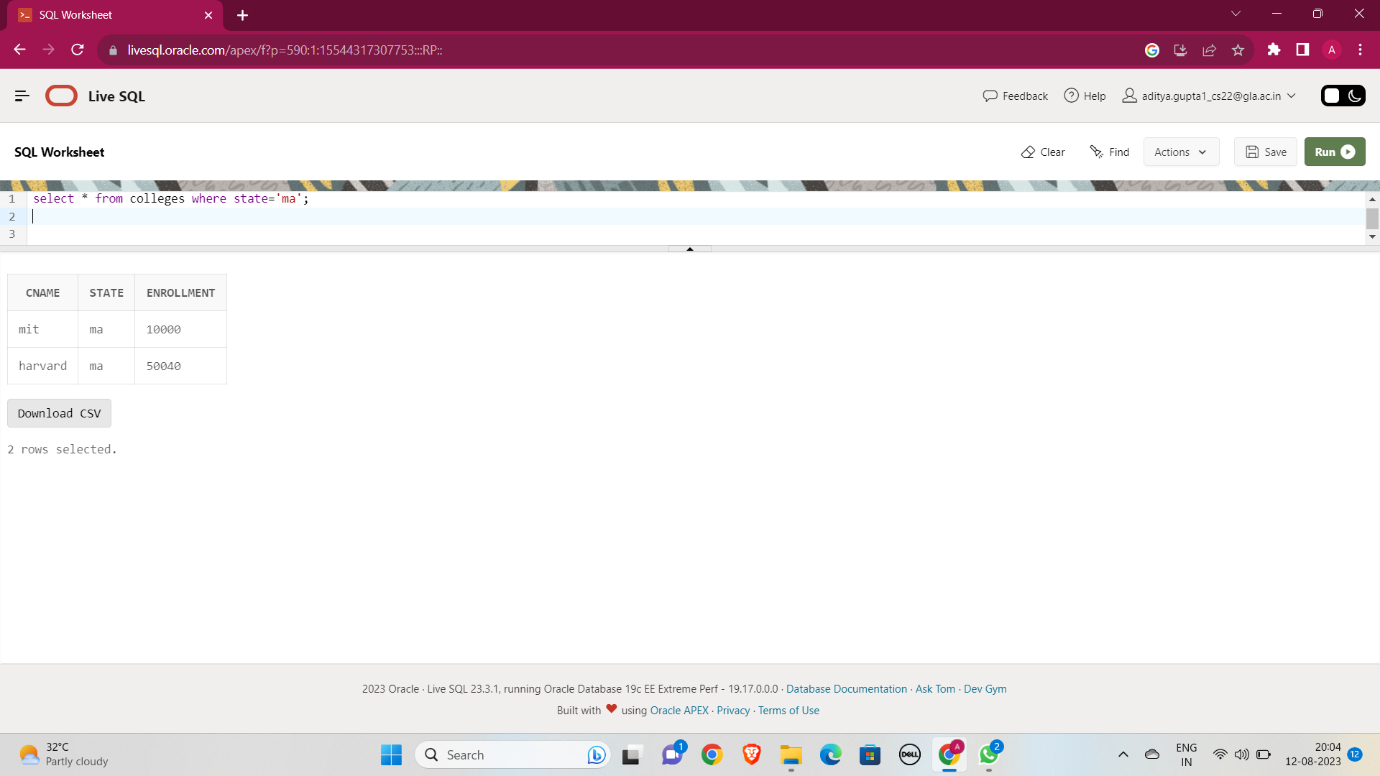 SQL Worksheet
livesql.oracle.com/apex/f?p=590:1:15544317307753:::RP::
A
Live SQL
Feedback
Help
aditya.gupta1_cs22@gla.ac.in
SQL Worksheet
Clear
Find
Actions
Save
Run
1 select * from colleges where state='ma';
2
3
CNAME STATE ENROLLMENT
mit ma 10000
harvard ma 50040
Download CSV
2 rows selected.
2023 Oracle · Live SQL 23.3.1, running Oracle Database 19c EE Extreme Perf - 19.17.0.0.0 · Database Documentation · Ask Tom · Dev Gym
Built with ❤ using Oracle APEX · Privacy · Terms of Use
32°C
Partly cloudy
Search
1
DELL
A
2
ENG
IN
20:04
12-08-2023
12